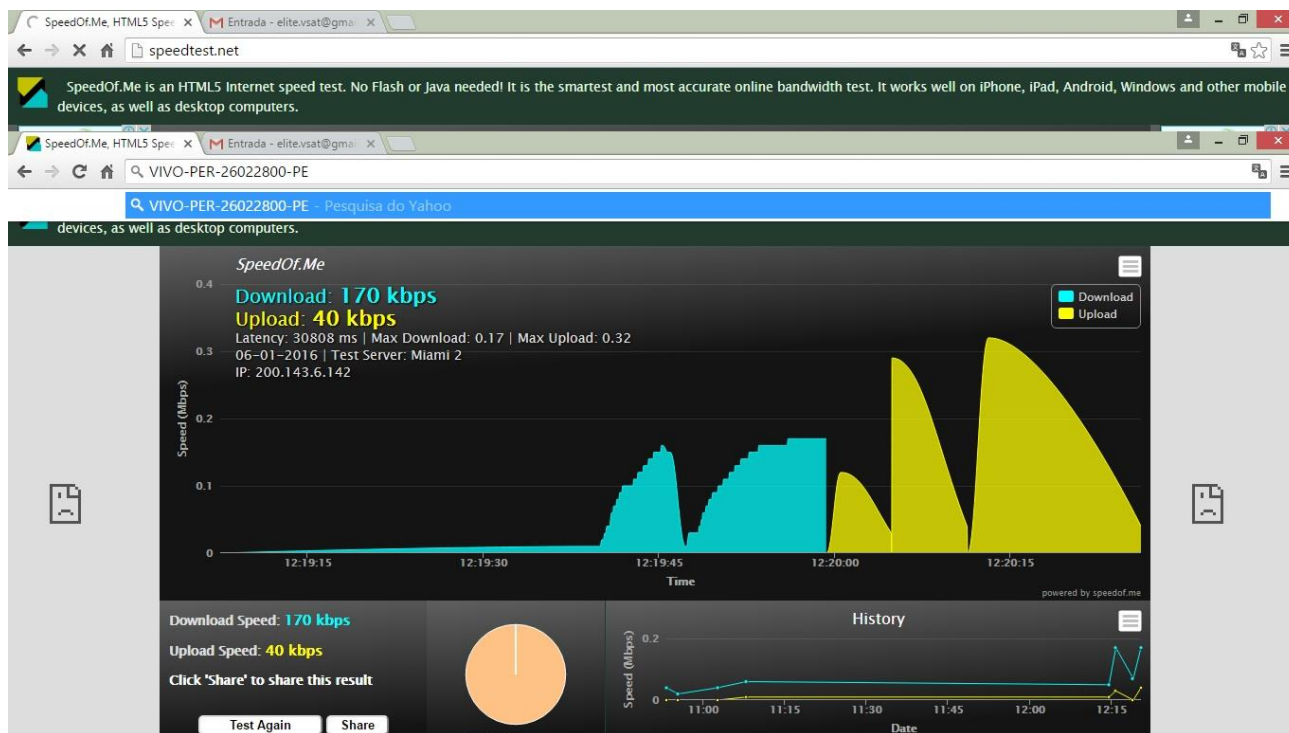 SpeedOf.Me, HTML5 Spee
Entrada - elite.vsat@gmai
speedtest.net
SpeedOf.Me is an HTML5 Internet speed test. No Flash or Java needed! It is the smartest and most accurate online bandwidth test. It works well on iPhone, iPad, Android, Windows and other mobile
devices, as well as desktop computers.
SpeedOf.Me, HTML5 Spee
Entrada - elite.vsat@gmai
VIVO-PER-26022800-PE
VIVO-PER-26022800-PE - Pesquisa do Yahoo
devices, as well as desktop computers.
SpeedOf.Me
Download: 170 kbps
Upload: 40 kbps
Latency: 30808 ms | Max Download: 0.17 | Max Upload: 0.32
06-01-2016 | Test Server: Miami 2
IP: 200.143.6.142
Download
Upload
Speed (Mbps)
0.4
0.3
0.2
0.1
0
12:19:15 12:19:30 12:19:45 12:20:00 12:20:15
Time
powered by speedof.me
Download Speed: 170 kbps
Upload Speed: 40 kbps
Click 'Share' to share this result
Test Again Share
History
Speed (Mbps)
0.2
0
11:00 11:15 11:30 11:45 12:00 12:15
Date